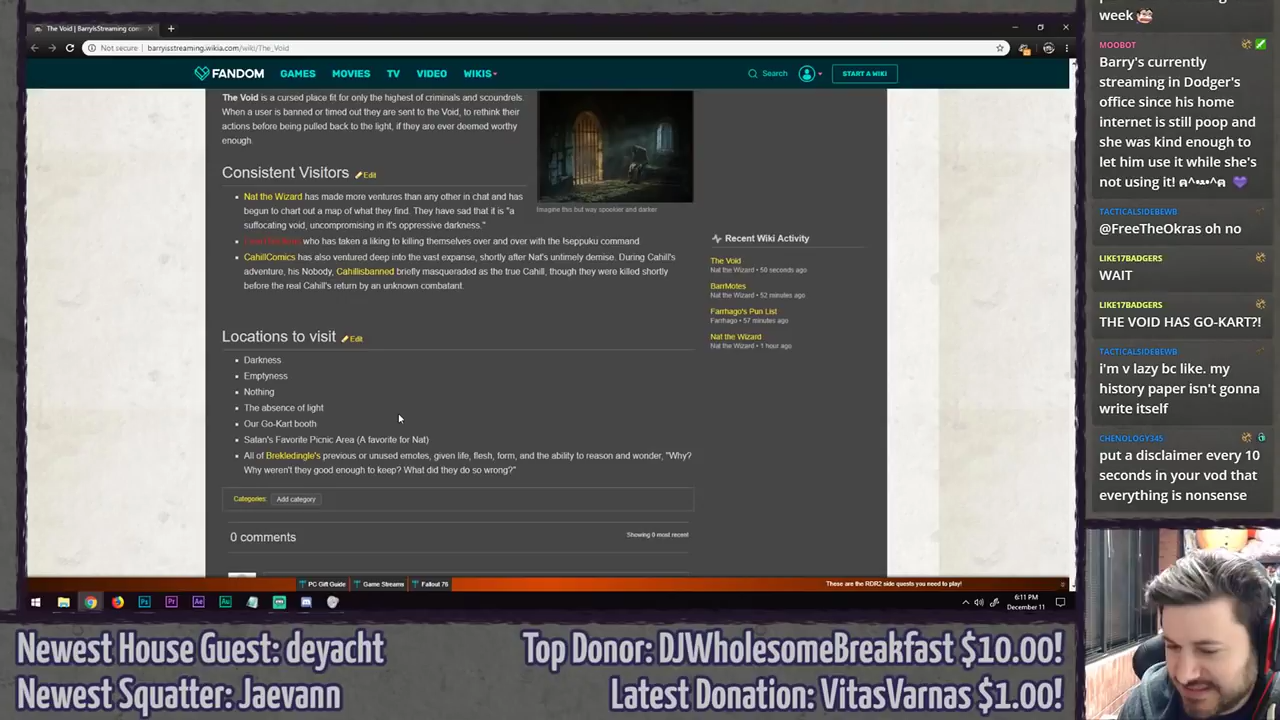 The Void | BarryIsStreaming con
Not secure | barryisstreaming.wikia.com/wiki/The_Void
FANDOM GAMES MOVIES TV VIDEO WIKIS Search START A WIKI
The Void is a cursed place fit for only the highest of criminals and scoundrels.
When a user is banned or timed out they are sent to the Void, to rethink their
actions before being pulled back to the light, if they are ever deemed worthy
enough.
Imagine this but way spookier and darker
Consistent Visitors Edit
Nat the Wizard has made more ventures than any other in chat and has
begun to chart out a map of what they find. They have sad that it is "a
suffocating void, uncompromising in it's oppressive darkness."
who has taken a liking to killing themselves over and over with the !seppuku command
CahillComics has also ventured deep into the vast expanse, shortly after Nat's untimely demise. During Cahill's
adventure, his Nobody, Cahillisbanned briefly masqueraded as the true Cahill, though they were killed shortly
before the real Cahill's return by an unknown combatant.
Locations to visit Edit
Darkness
Emptyness
Nothing
The absence of light
Our Go-Kart booth
Satan's Favorite Picnic Area (A favorite for Nat)
All of Brekledingle's previous or unused emotes, given life, flesh, form, and the ability to reason and wonder, "Why?
Why weren't they good enough to keep? What did they do so wrong?"
Categories: Add category
0 comments
Showing 0 most recent
Recent Wiki Activity
The Void
Nat the Wizard • 50 seconds ago
BarrMotes
Nat the Wizard • 52 minutes ago
Farrhago's Pun List
Farrhago • 57 minutes ago
Nat the Wizard
Nat the Wizard • 1 hour ago
PC Gift Guide Game Streams Fallout 76
These are the RDR2 side quests you need to play!
6:11 PM
December 11
week
MOOBOT
Barry's currently
streaming in Dodger's
office since his home
internet is still poop and
she was kind enough to
let him use it while she's
not using it!
TACTICALSIDEBEWB
@FreeTheOkras oh no
LIKE17BADGERS
WAIT
LIKE17BADGERS
THE VOID HAS GO-KART?!
TACTICALSIDEBEWB
i'm v lazy bc like. my
history paper isn't gonna
write itself
CHENOLOGY345
put a disclaimer every 10
seconds in your vod that
everything is nonsense
Newest House Guest: deyacht
Newest Squatter: Jaevann
Top Donor: DJWholesomeBreakfast $10.00!
Latest Donation: VitasVarnas $1.00!